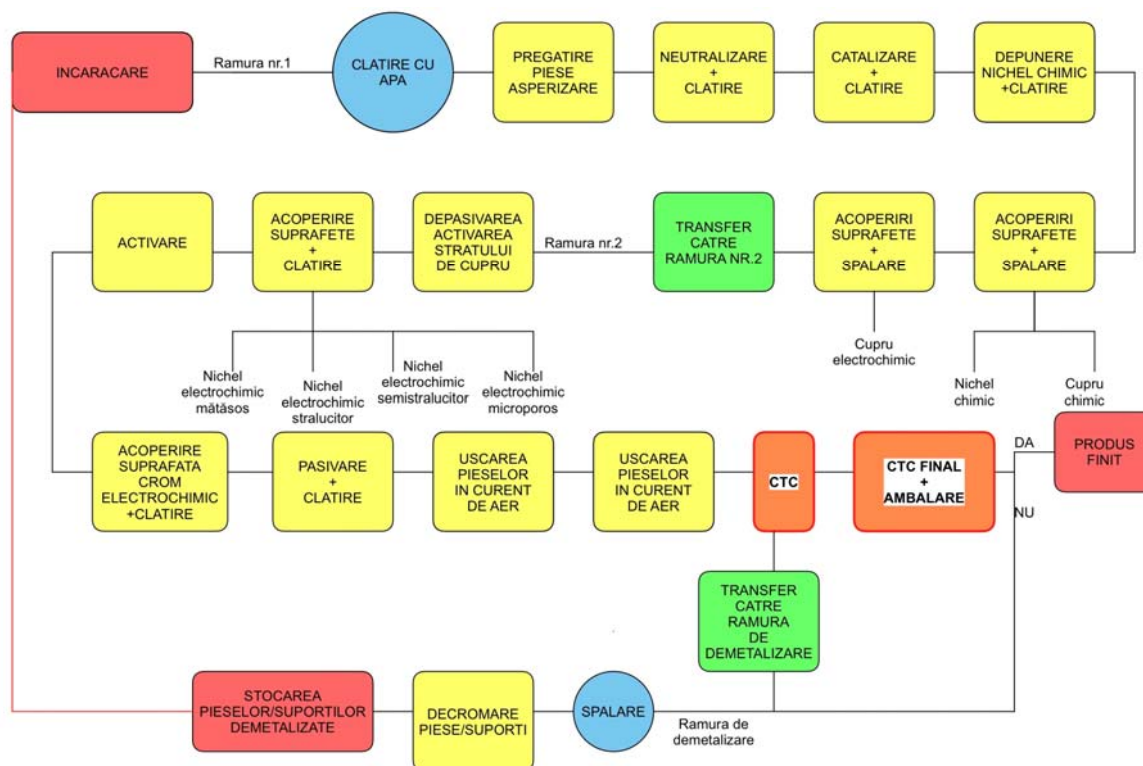 INCARACARE
Ramura nr.1
CLATIRE CU
APA
PREGATIRE
PIESE
ASPERIZARE
NEUTRALIZARE
+
CLATIRE
CATALIZARE
+
CLATIRE
DEPUNERE
NICHEL CHIMIC
+CLATIRE
ACTIVARE
ACOPERIRE
SUPRAFETE
+
CLATIRE
DEPASIVAREA
ACTIVAREA
STRATULUI
DE CUPRU
Ramura nr.2
TRANSFER
CATRE
RAMURA NR.2
ACOPERIRI
SUPRAFETE
+
SPALARE
ACOPERIRI
SUPRAFETE
+
SPALARE
Nichel
electrochimic
mătăsos
Nichel
electrochimic
stralucitor
Nichel
electrochimic
semistralucitor
Nichel
electrochimic
microporos
Cupru
electrochimic
Nichel
chimic
Cupru
chimic
ACOPERIRE
SUPRAFATA
CROM
ELECTROCHIMIC
+CLATIRE
PASIVARE
+
CLATIRE
USCAREA
PIESELOR
IN CURENT
DE AER
USCAREA
PIESELOR
IN CURENT
DE AER
CTC
CTC FINAL
+
AMBALARE
DA
NU
PRODUS
FINIT
TRANSFER
CATRE
RAMURA
DE
DEMETALIZARE
STOCAREA
PIESELOR/SUPORTILOR
DEMETALIZATE
DECROMARE
PIESE/SUPORTI
SPALARE
Ramura de
demetalizare